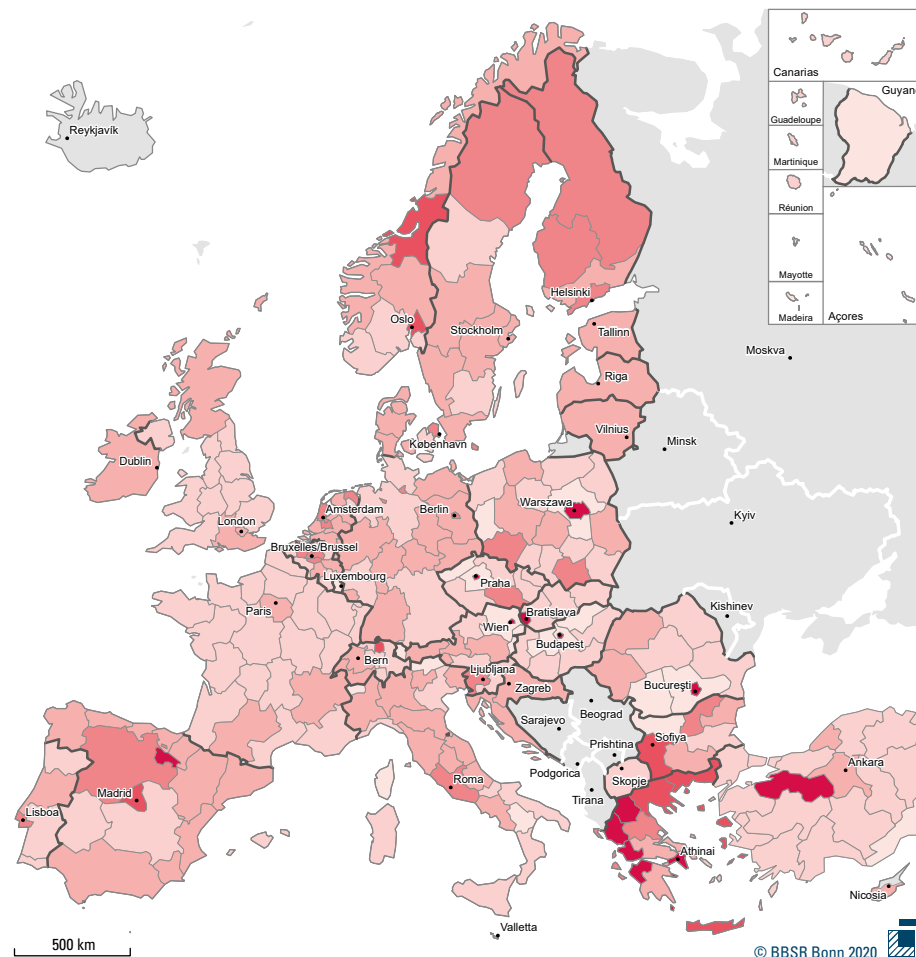 Canarias
Guyane
Guadeloupe
Martinique
Réunion
Mayotte
Madeira
Açores
Reykjavík
Oslo
Helsinki
Stockholm
Tallinn
Riga
Moskva
Vilnius
Minsk
København
Dublin
London
Amsterdam
Berlin
Warszawa
Kyiv
Bruxelles/Brussel
Luxembourg
Praha
Paris
Kishinev
Wien
Bratislava
Budapest
Bern
Ljubljana
Zagreb
Bucureşti
Beograd
Sarajevo
Sofiya
Prishtina
Podgorica
Skopje
Ankara
Roma
Tirana
Madrid
Lisboa
Athinai
Nicosia
Valletta
500 km
© BBSR Bonn 2020